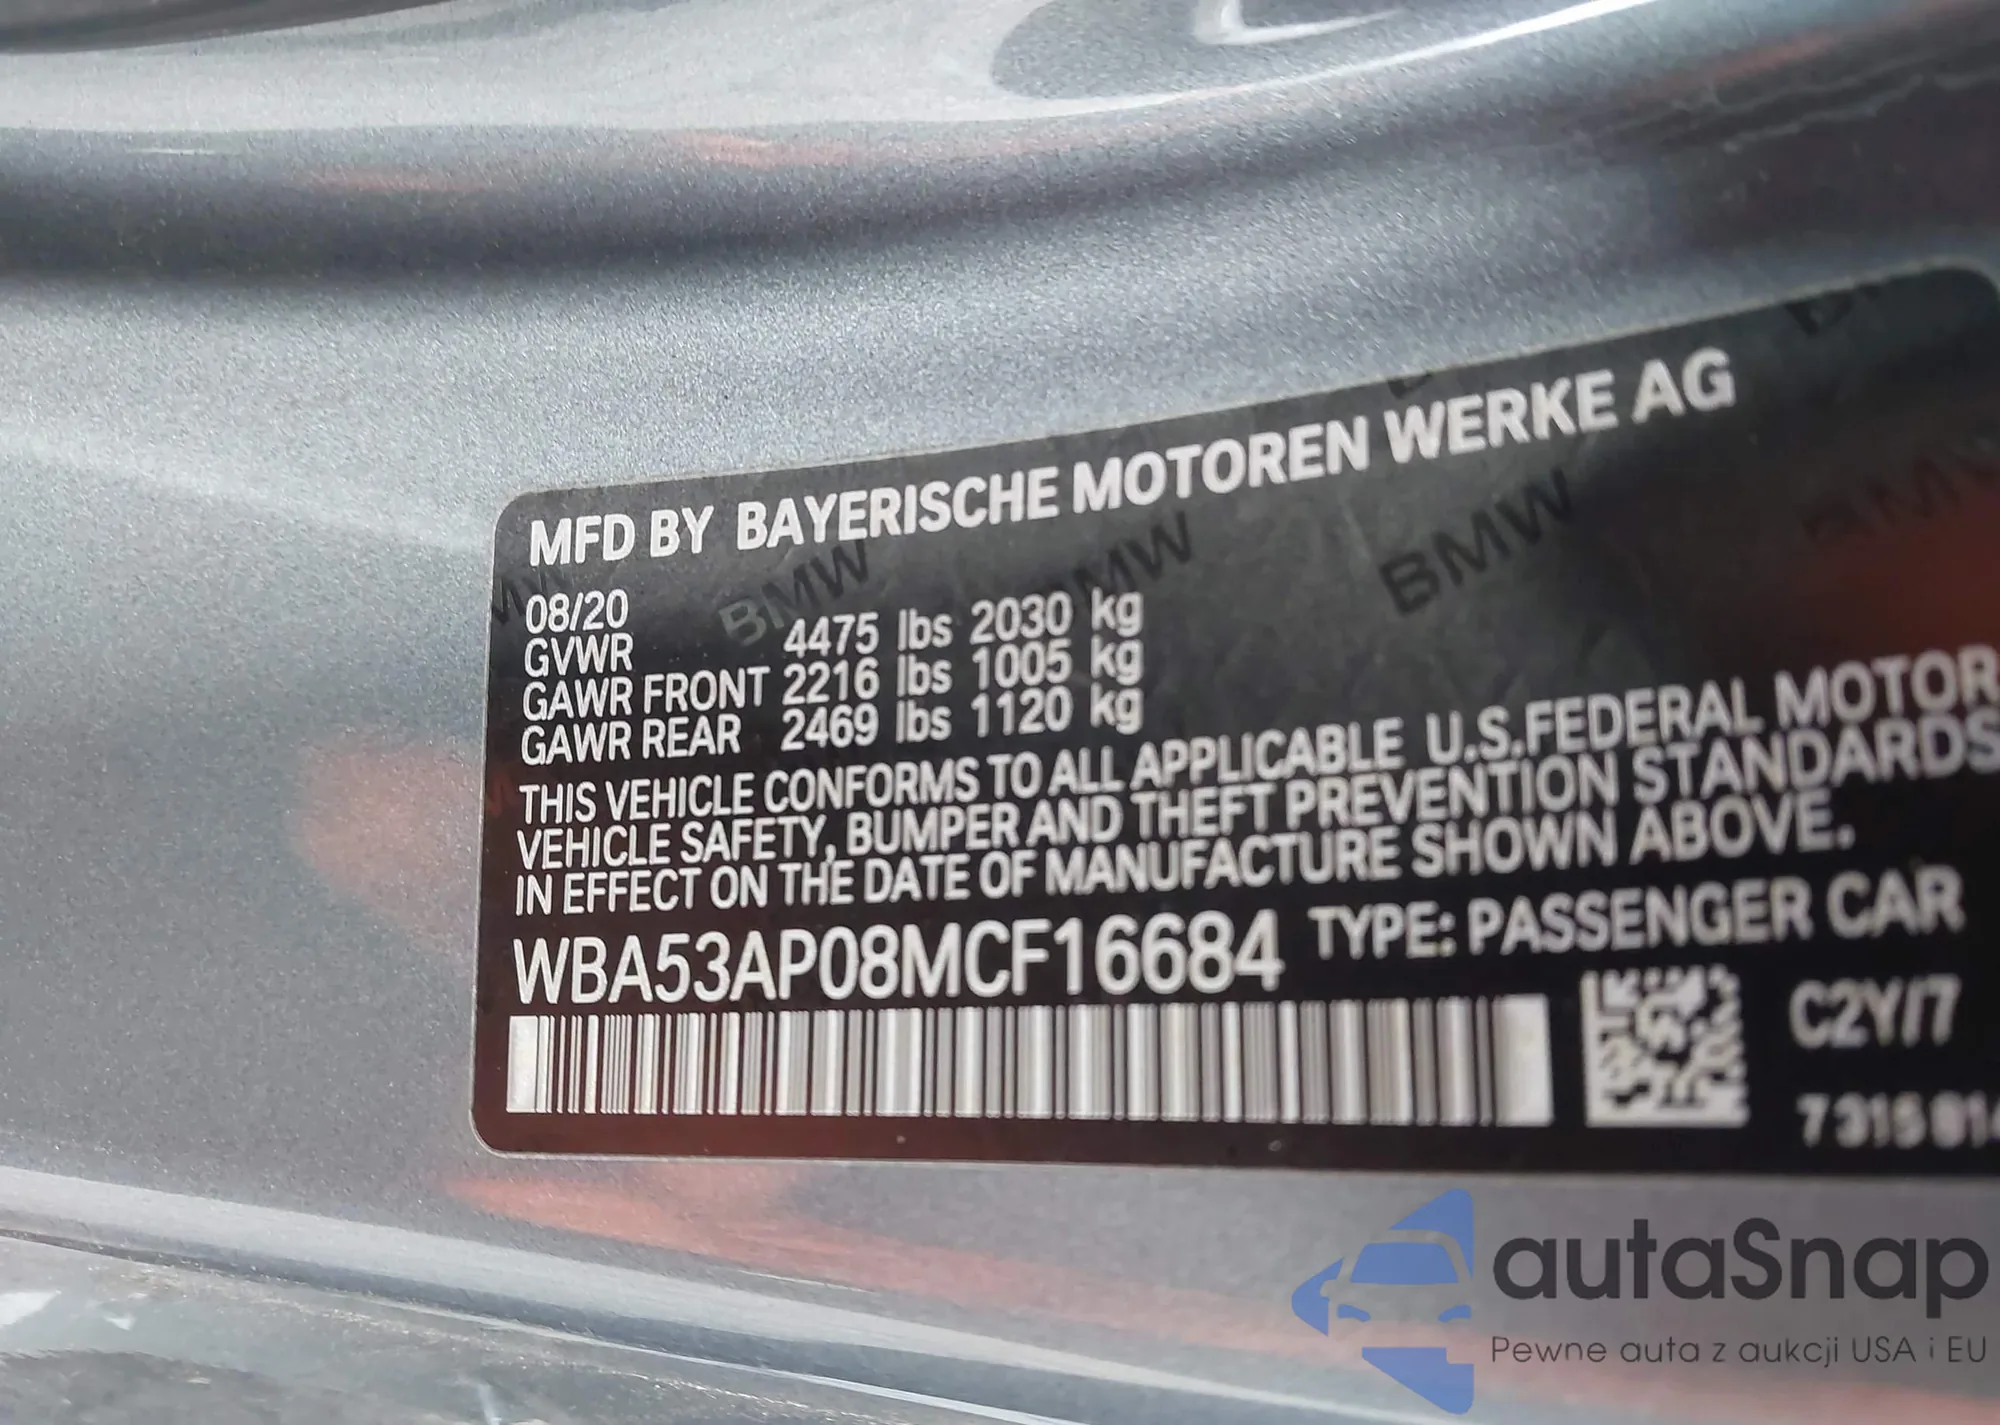 MFD BY BAYERISCHE MOTOREN WERKE AG
08/20
GVWR 4475 lbs 2030 kg
GAWR FRONT 2216 lbs 1005 kg
GAWR REAR 2469 lbs 1120 kg
THIS VEHICLE CONFORMS TO ALL APPLICABLE U.S.FEDERAL MOTOR
VEHICLE SAFETY, BUMPER AND THEFT PREVENTION STANDARDS
IN EFFECT ON THE DATE OF MANUFACTURE SHOWN ABOVE.
WBA53AP08MCF16684 TYPE: PASSENGER CAR
C2Y/7
autaSnap
Pewne auta z aukcji USA i EU